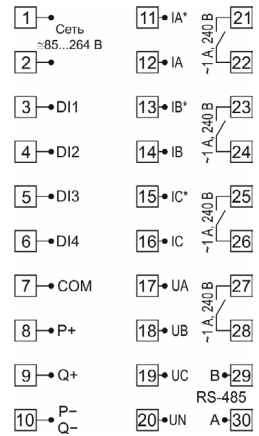 1
Сеть
≂85...264 В
2
3 DI1
4 DI2
5 DI3
6 DI4
7 COM
8 P+
9 Q+
10 P–
Q–
11 IA*
12 IA
13 IB*
14 IB
15 IC*
16 IC
17 UA
18 UB
19 UC
20 UN
21
~1 А, 240 В
22
23
~1 А, 240 В
24
25
~1 А, 240 В
26
27
~1 А, 240 В
28
B 29
RS-485
A 30